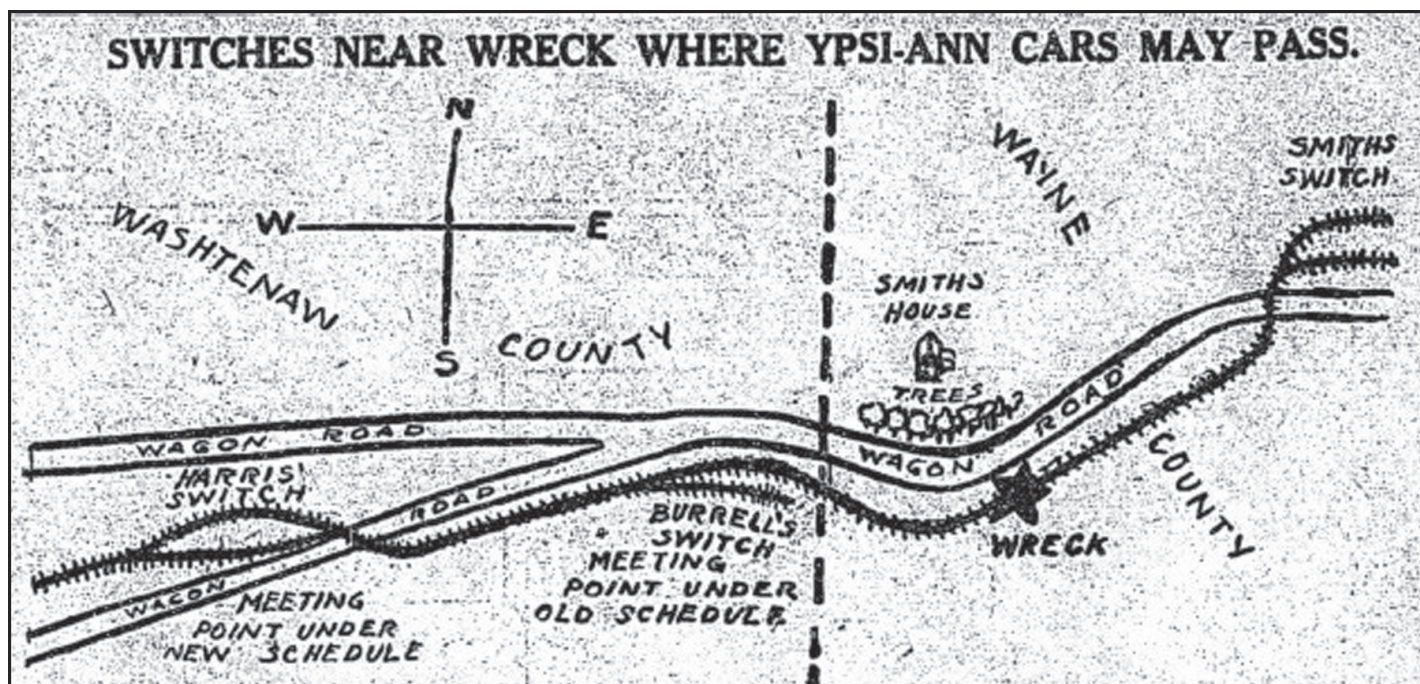 SWITCHES NEAR WRECK WHERE YPSI-ANN CARS MAY PASS.
N
W E
S
WASHTENAW
COUNTY
WAYNE
COUNTY
SMITHS
SWITCH
SMITHS
HOUSE
TREES
WAGON ROAD
HARRIS'
SWITCH
WAGON ROAD
MEETING
POINT UNDER
NEW SCHEDULE
BURRELL'S
SWITCH
MEETING
POINT UNDER
OLD SCHEDULE
WAGON ROAD
WRECK